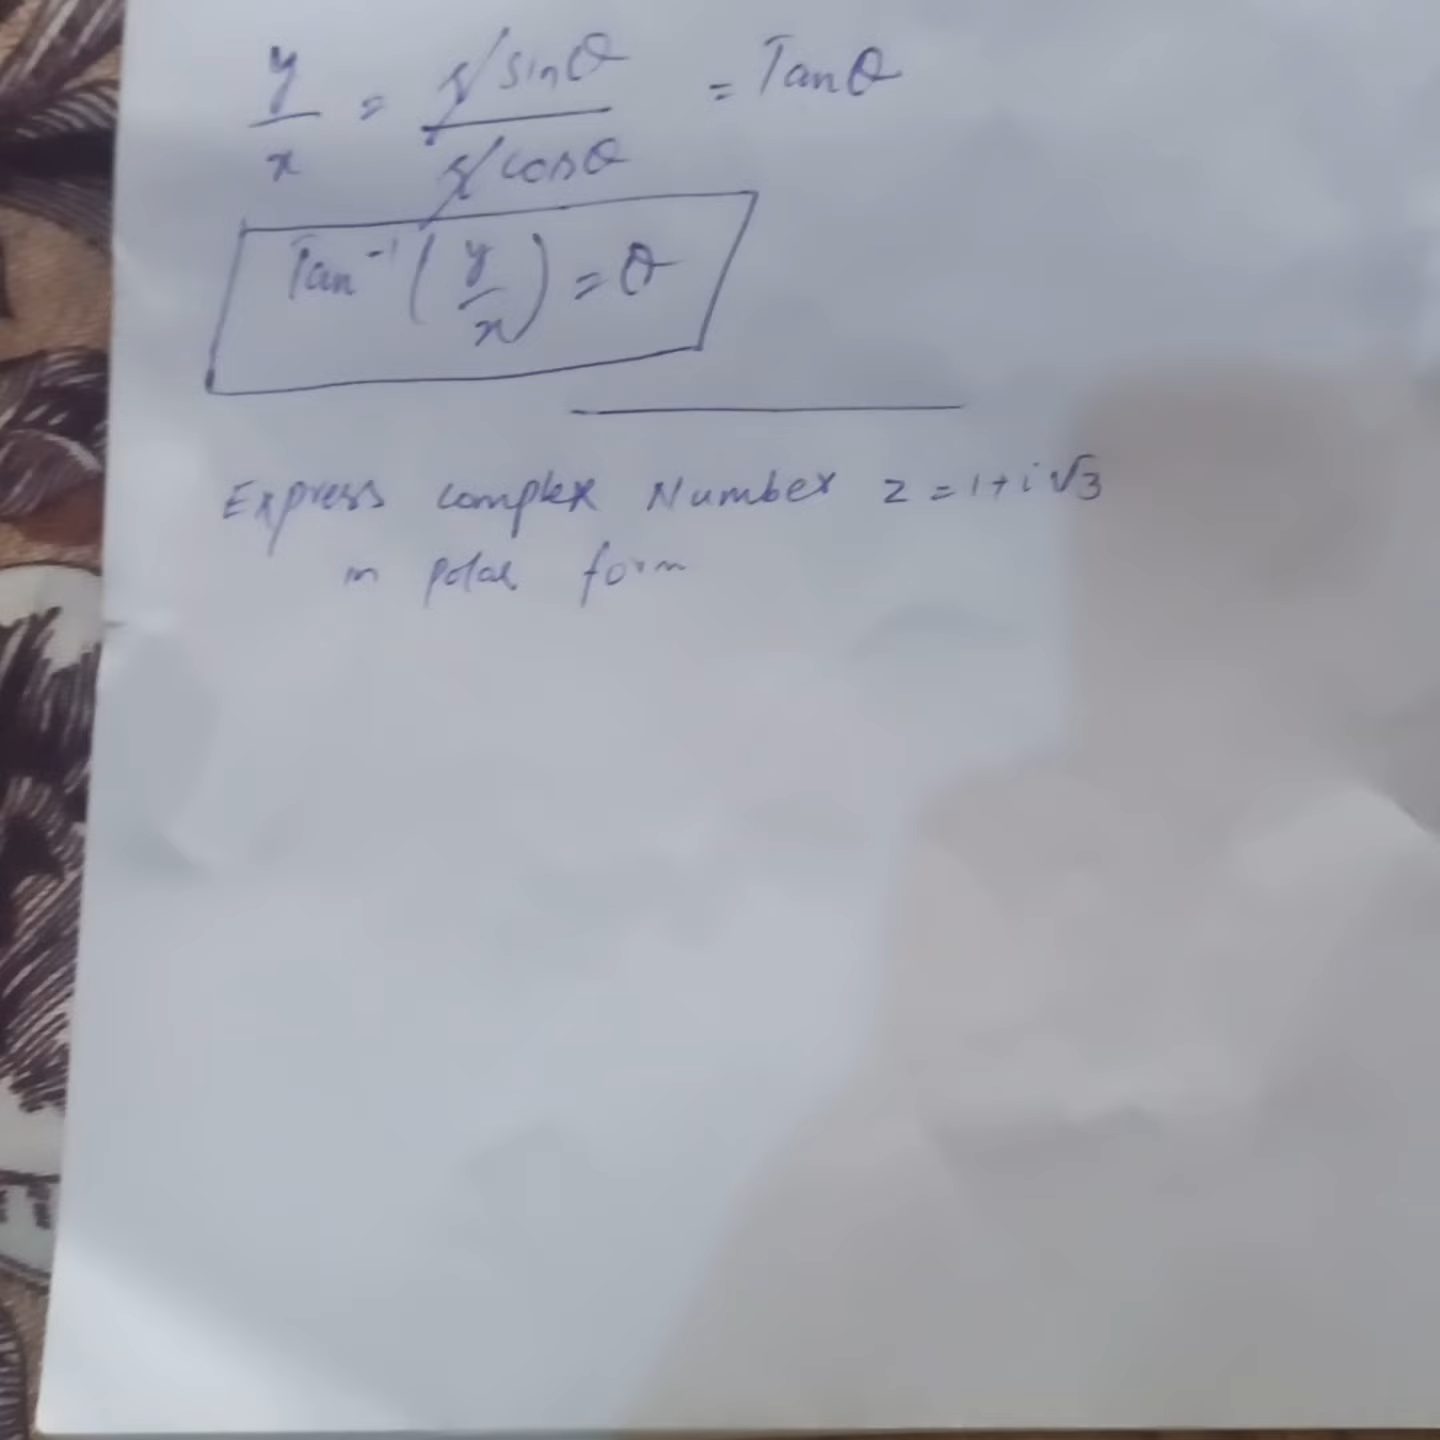 y/x = r sinθ / r cosθ = Tanθ
Tan⁻¹(y/x) = θ
Express complex Number z = 1+i√3
in polar form